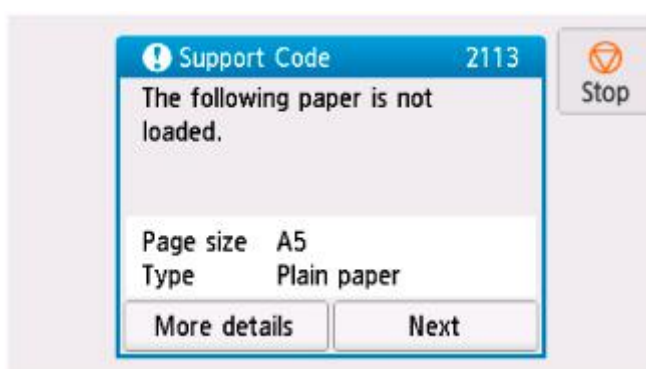 Support Code 2113
Stop
The following paper is not
loaded.
Page size A5
Type Plain paper
More details Next